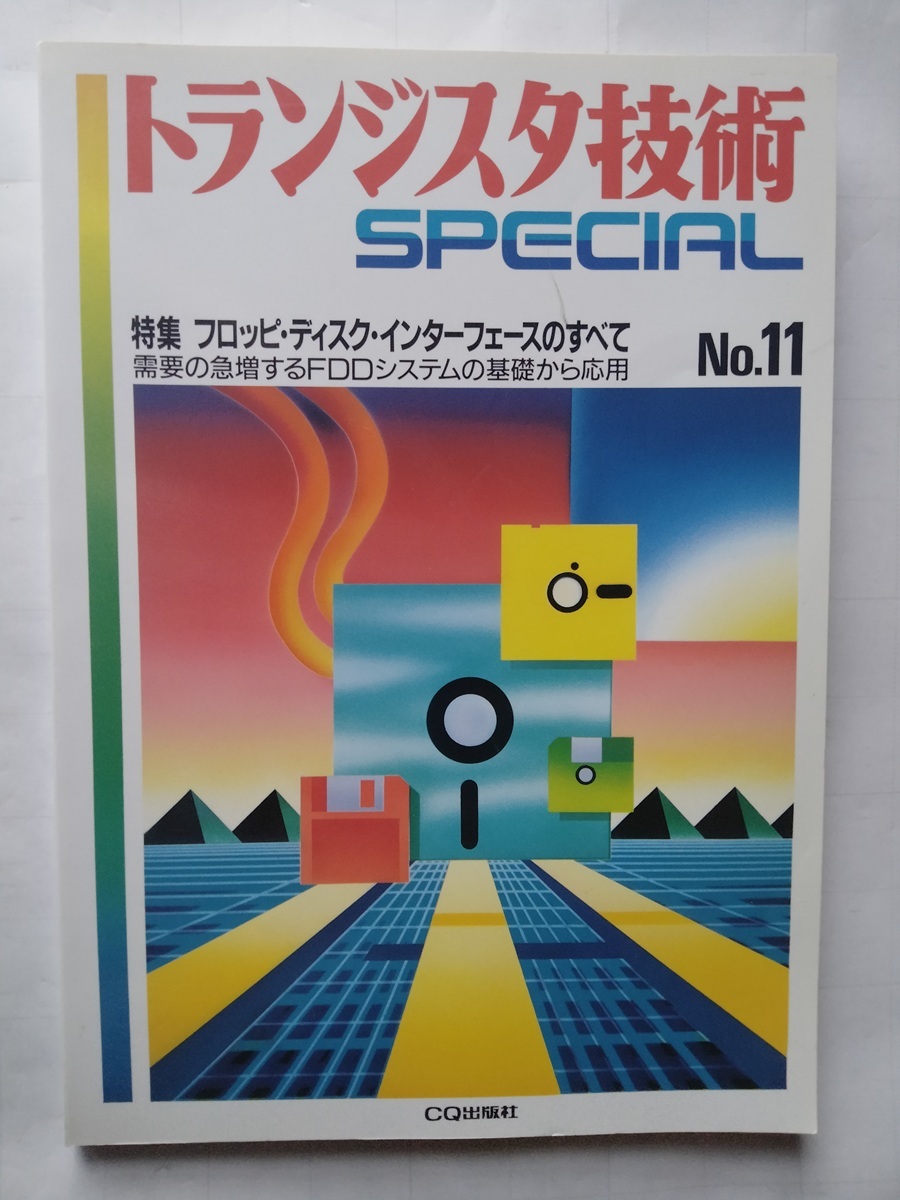 トランジスタ技術
SPECIAL
特集 フロッピ・ディスク・インターフェースのすべて
需要の急増するFDDシステムの基礎から応用
No.11
CQ出版社